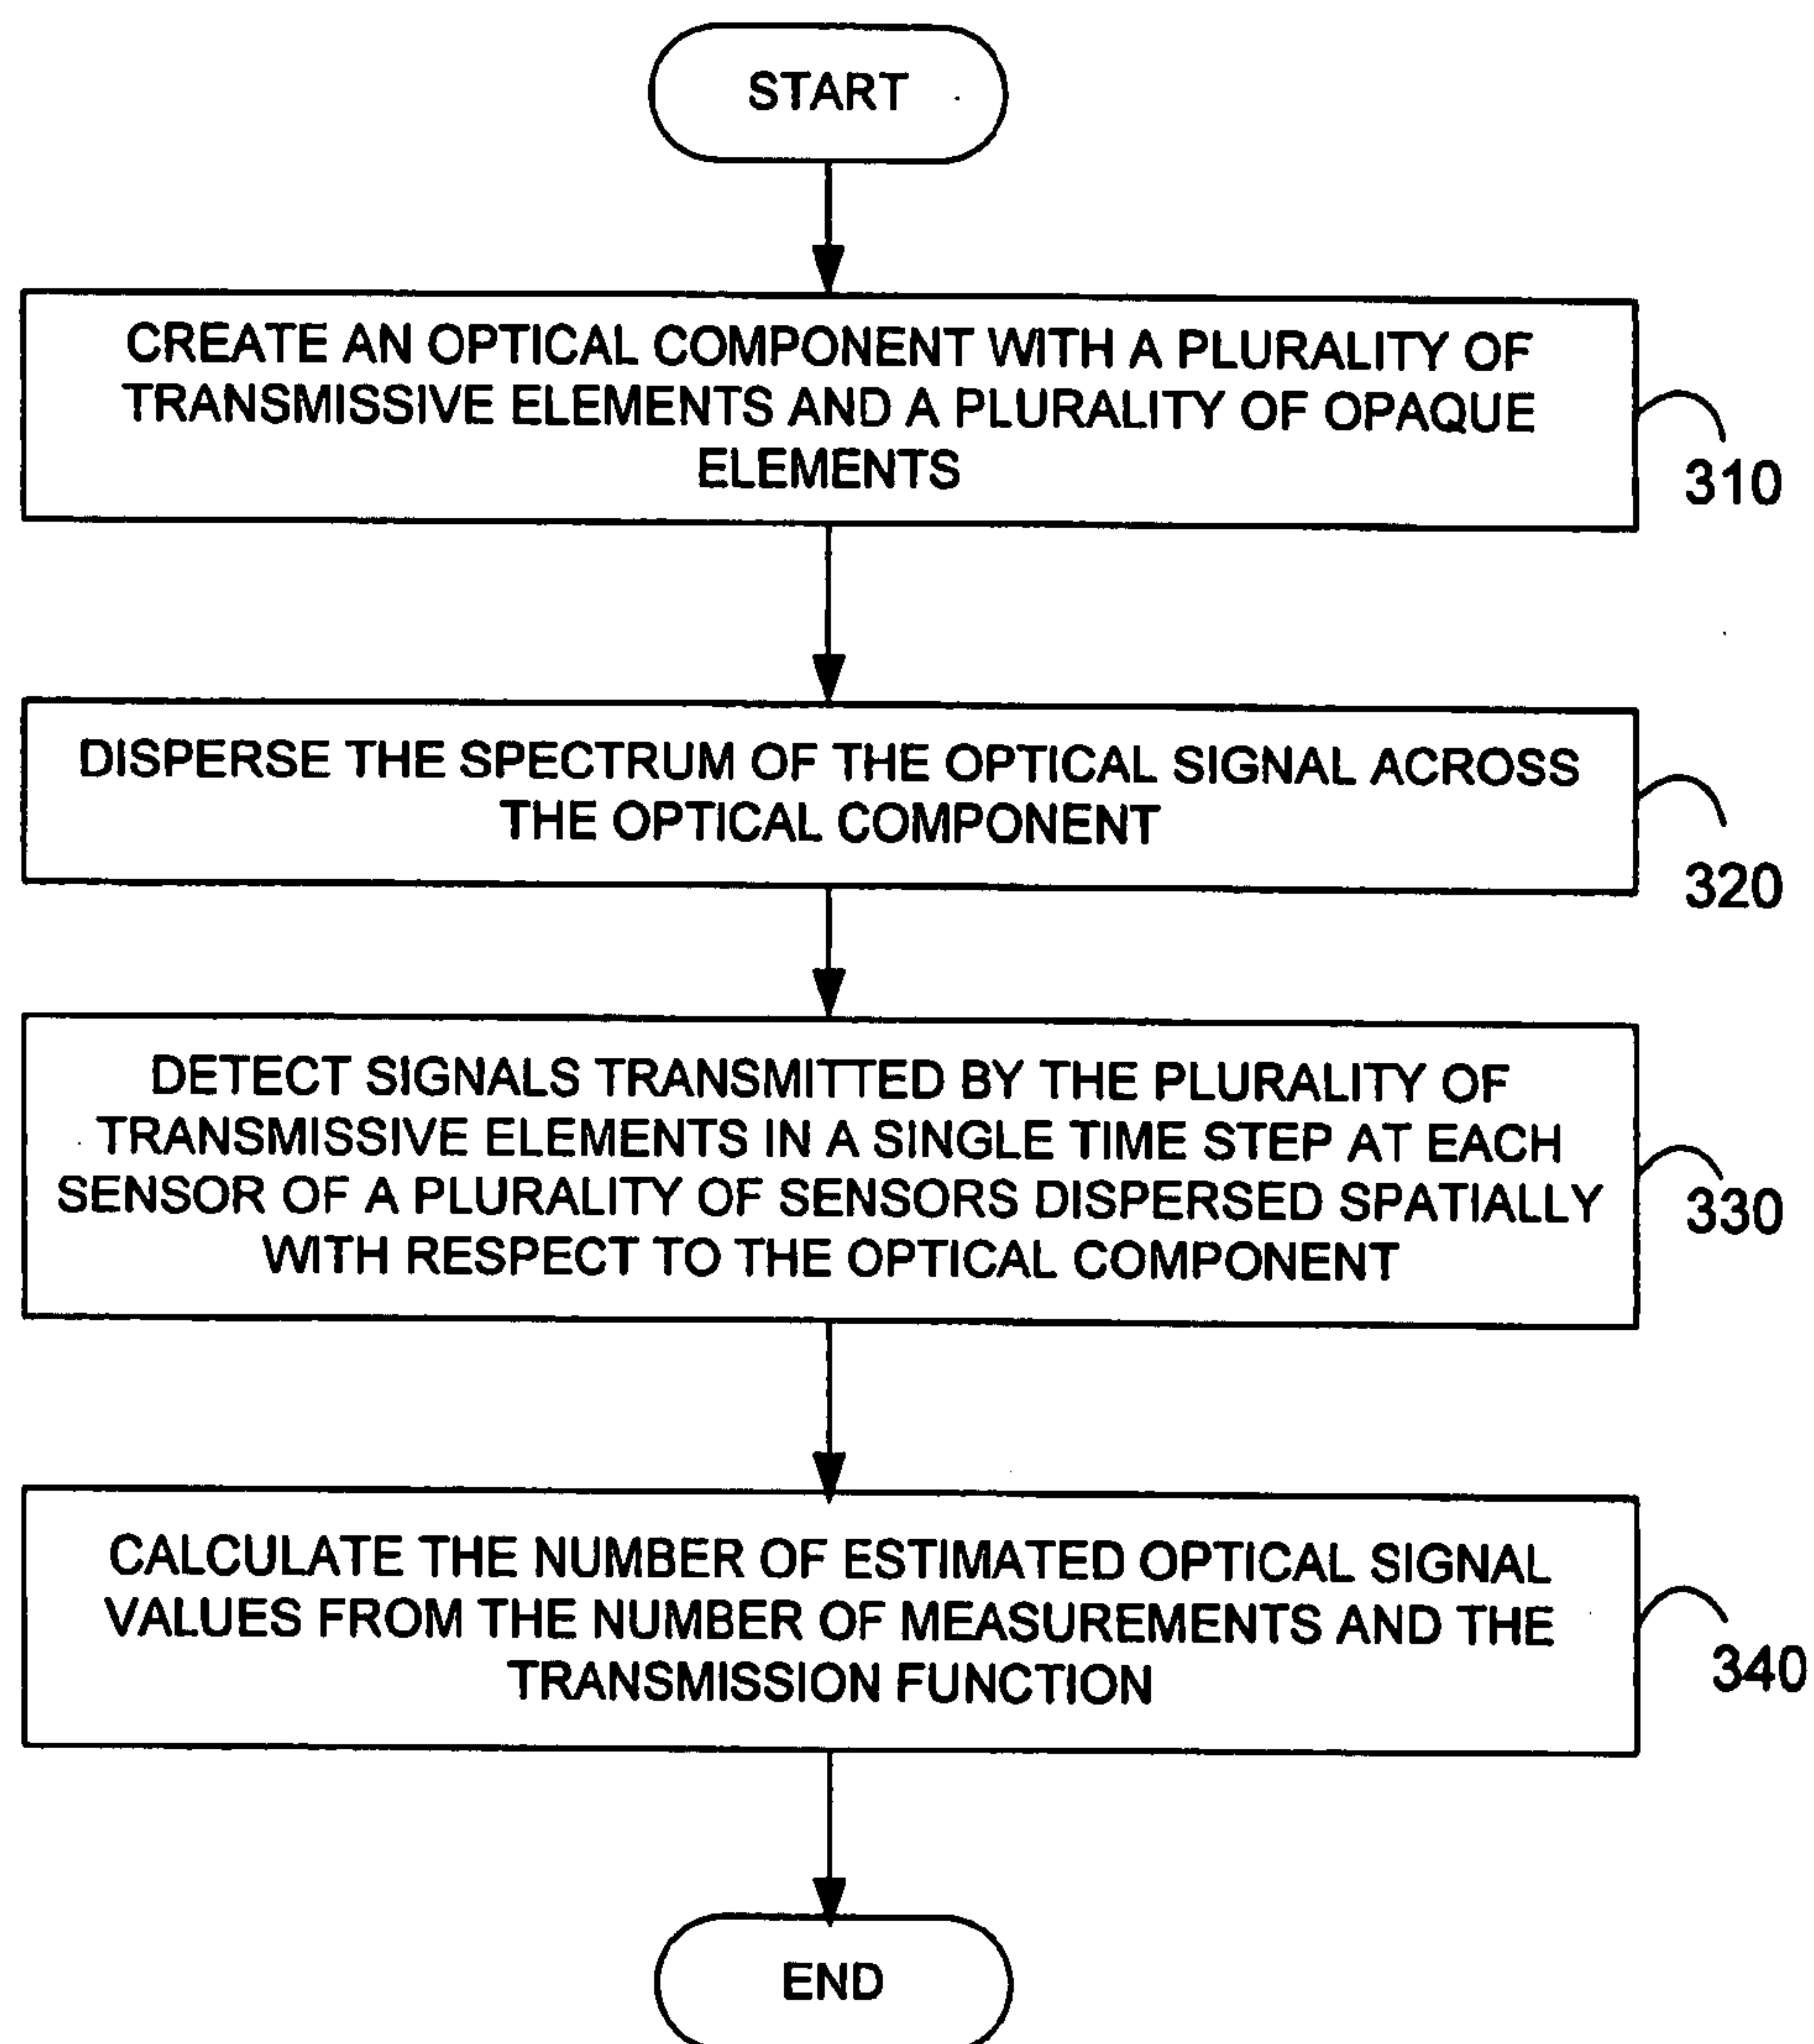 START
CREATE AN OPTICAL COMPONENT WITH A PLURALITY OF
TRANSMISSIVE ELEMENTS AND A PLURALITY OF OPAQUE
ELEMENTS
310
DISPERSE THE SPECTRUM OF THE OPTICAL SIGNAL ACROSS
THE OPTICAL COMPONENT
320
DETECT SIGNALS TRANSMITTED BY THE PLURALITY OF
TRANSMISSIVE ELEMENTS IN A SINGLE TIME STEP AT EACH
SENSOR OF A PLURALITY OF SENSORS DISPERSED SPATIALLY
WITH RESPECT TO THE OPTICAL COMPONENT
330
CALCULATE THE NUMBER OF ESTIMATED OPTICAL SIGNAL
VALUES FROM THE NUMBER OF MEASUREMENTS AND THE
TRANSMISSION FUNCTION
340
END